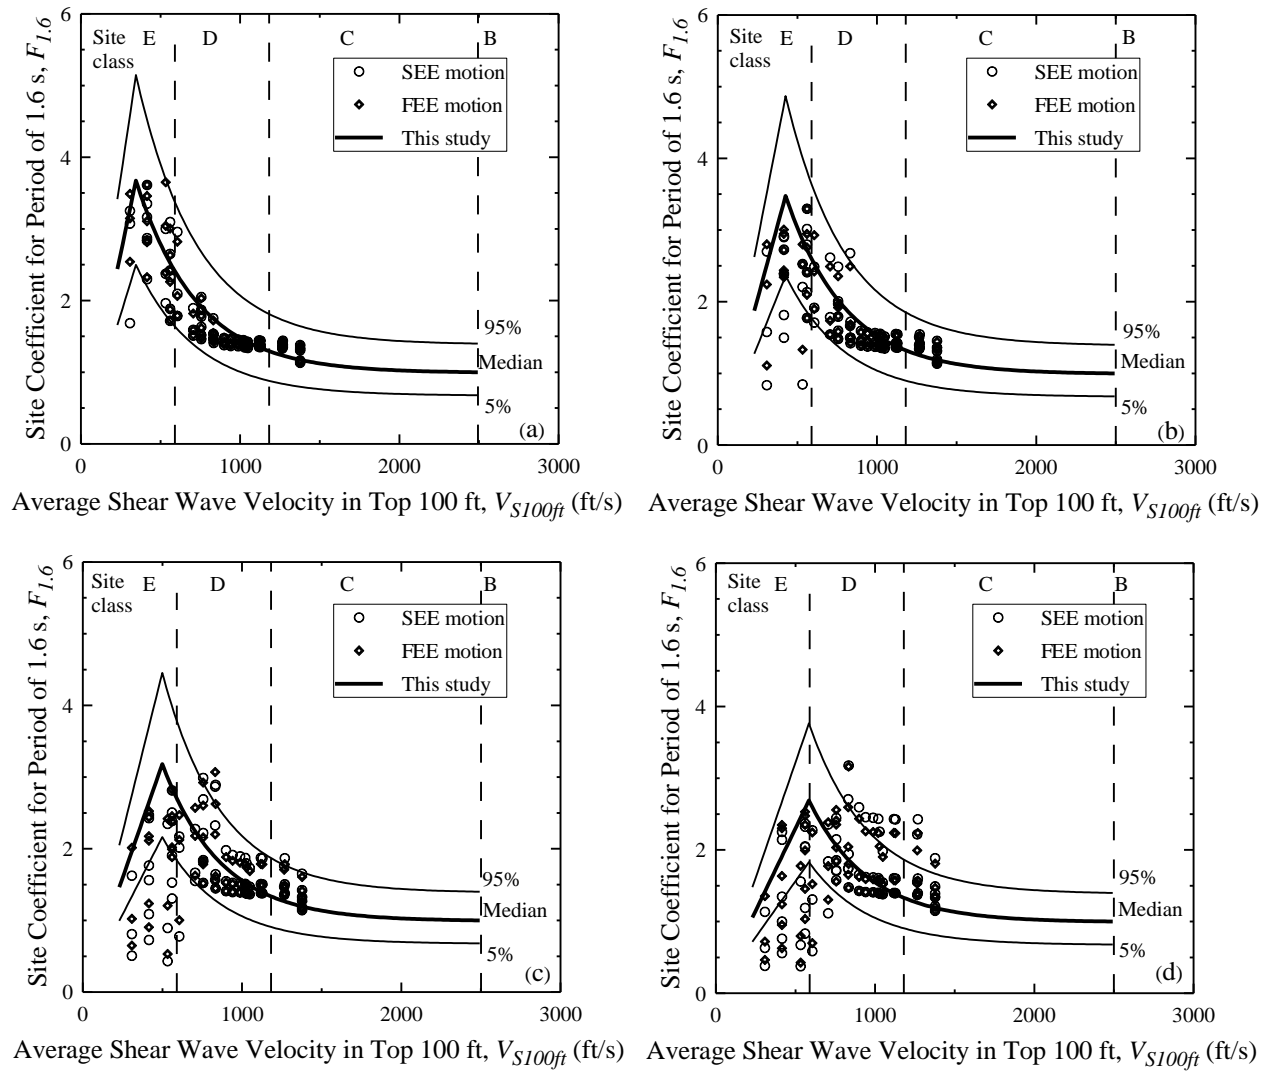 6
4
2
0
Site Coefficient for Period of 1.6 s, F1.6
Site class
E
D
C
B
SEE motion
FEE motion
This study
95%
Median
5%
(a)
0
1000
2000
3000
Average Shear Wave Velocity in Top 100 ft, VS100ft (ft/s)
6
4
2
0
Site Coefficient for Period of 1.6 s, F1.6
Site class
E
D
C
B
SEE motion
FEE motion
This study
95%
Median
5%
(b)
0
1000
2000
3000
Average Shear Wave Velocity in Top 100 ft, VS100ft (ft/s)
6
4
2
0
Site Coefficient for Period of 1.6 s, F1.6
Site class
E
D
C
B
SEE motion
FEE motion
This study
95%
Median
5%
(c)
0
1000
2000
3000
Average Shear Wave Velocity in Top 100 ft, VS100ft (ft/s)
6
4
2
0
Site Coefficient for Period of 1.6 s, F1.6
Site class
E
D
C
B
SEE motion
FEE motion
This study
95%
Median
5%
(d)
0
1000
2000
3000
Average Shear Wave Velocity in Top 100 ft, VS100ft (ft/s)